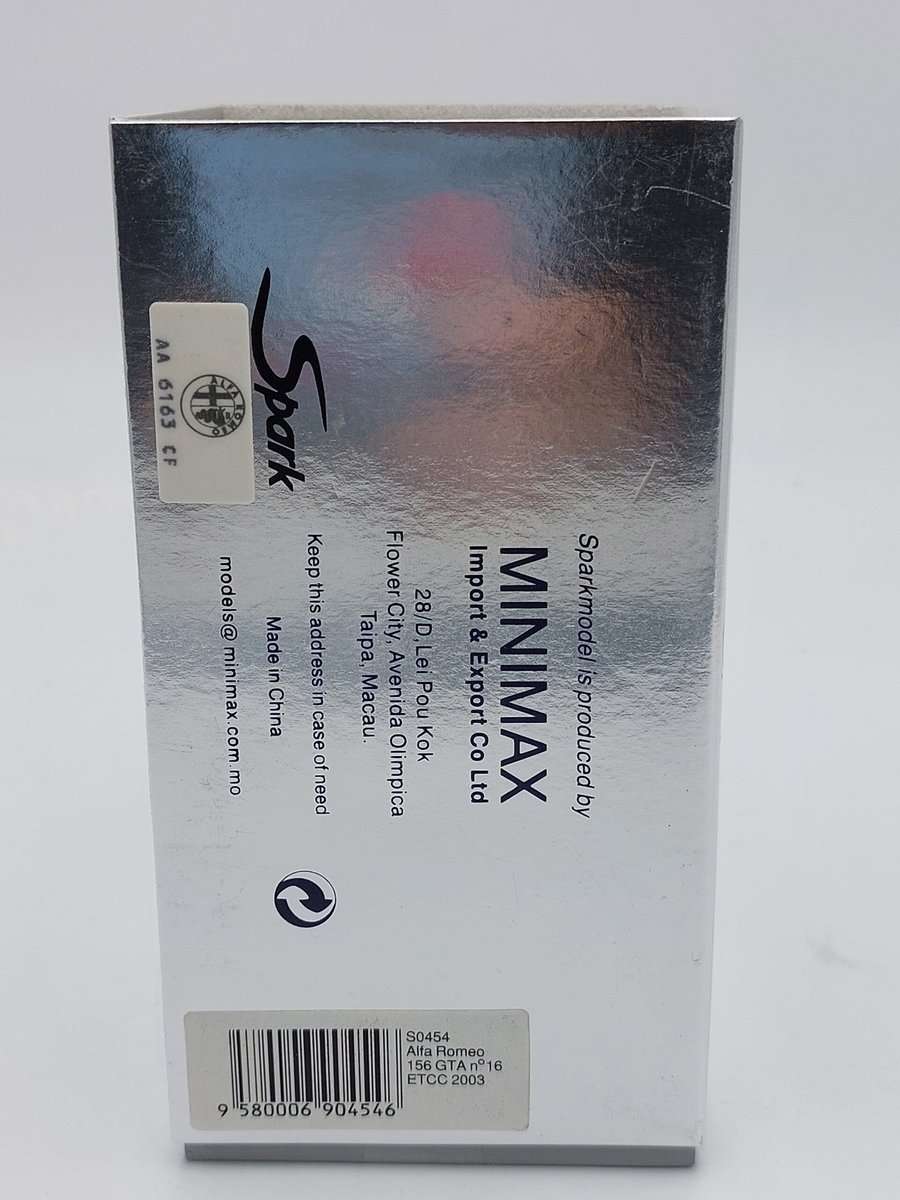 Sparkmodel is produced by
MINIMAX
Import & Export Co Ltd
28/D, Lei Pou Kok
Flower City, Avenida Olimpica
Taipa, Macau.
Keep this address in case of need
Made in China
models@minimax.com.mo
Spark
ALFA ROMEO
AA 6163 CF
S0454
Alfa Romeo
156 GTA nº16
ETCC 2003
9 580006 904546